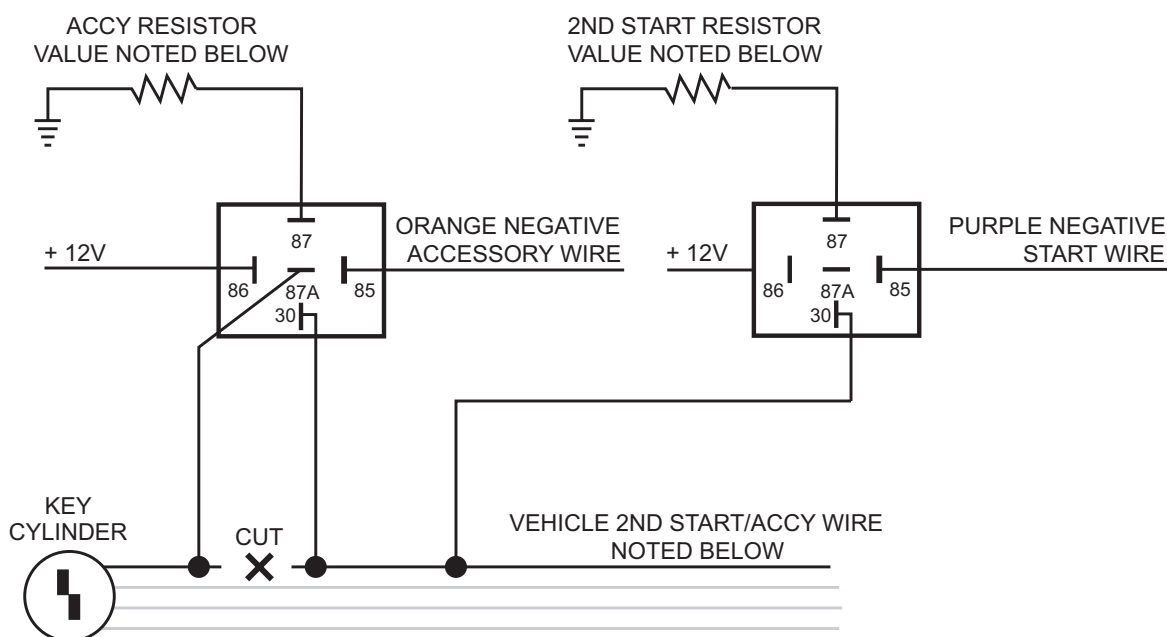 ACCY RESISTOR
VALUE NOTED BELOW
2ND START RESISTOR
VALUE NOTED BELOW
ORANGE NEGATIVE
ACCESSORY WIRE
PURPLE NEGATIVE
START WIRE
+ 12V
87
86
87A
85
30
+ 12V
87
86
87A
85
30
KEY
CYLINDER
CUT
VEHICLE 2ND START/ACCY WIRE
NOTED BELOW